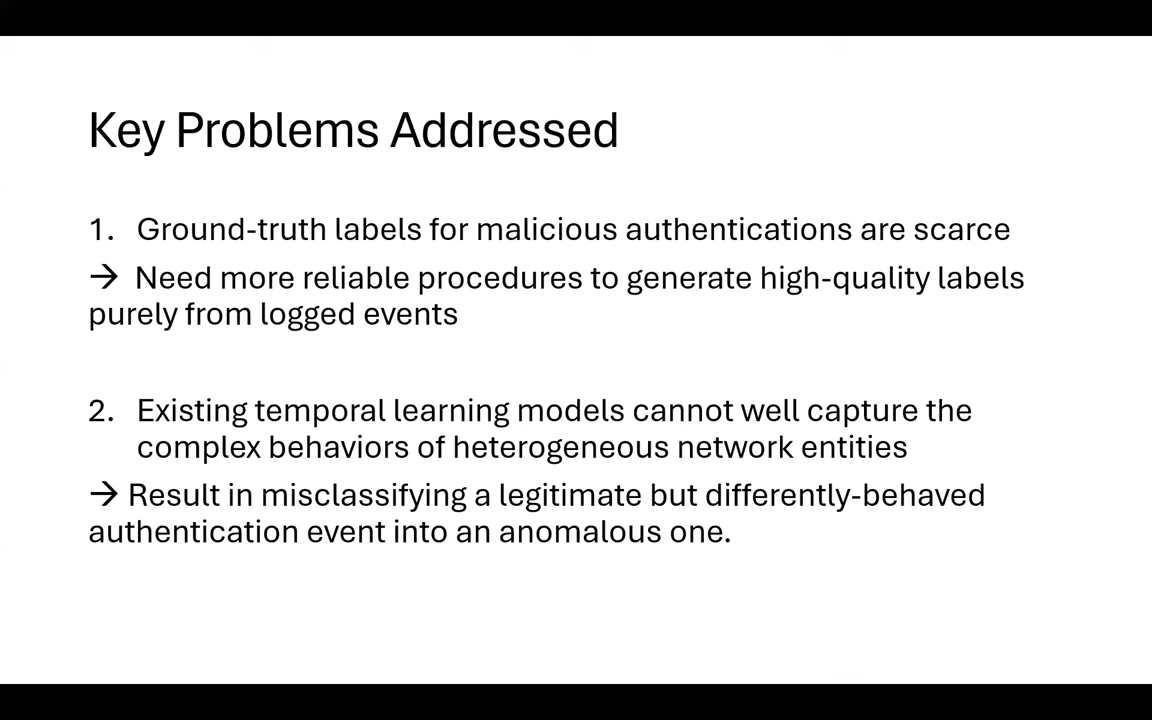 Key Problems Addressed
1. Ground-truth labels for malicious authentications are scarce
→ Need more reliable procedures to generate high-quality labels
purely from logged events
2. Existing temporal learning models cannot well capture the
complex behaviors of heterogeneous network entities
→ Result in misclassifying a legitimate but differently-behaved
authentication event into an anomalous one.